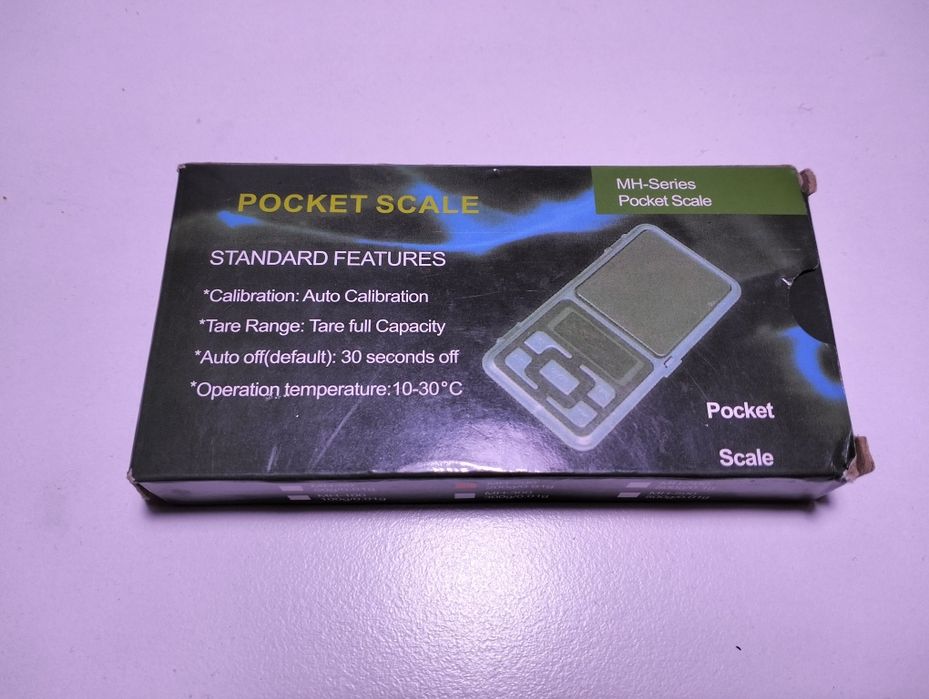 POCKET SCALE
MH-Series
Pocket Scale
STANDARD FEATURES
*Calibration: Auto Calibration
*Tare Range: Tare full Capacity
*Auto off(default): 30 seconds off
*Operation temperature:10-30°C
Pocket
Scale